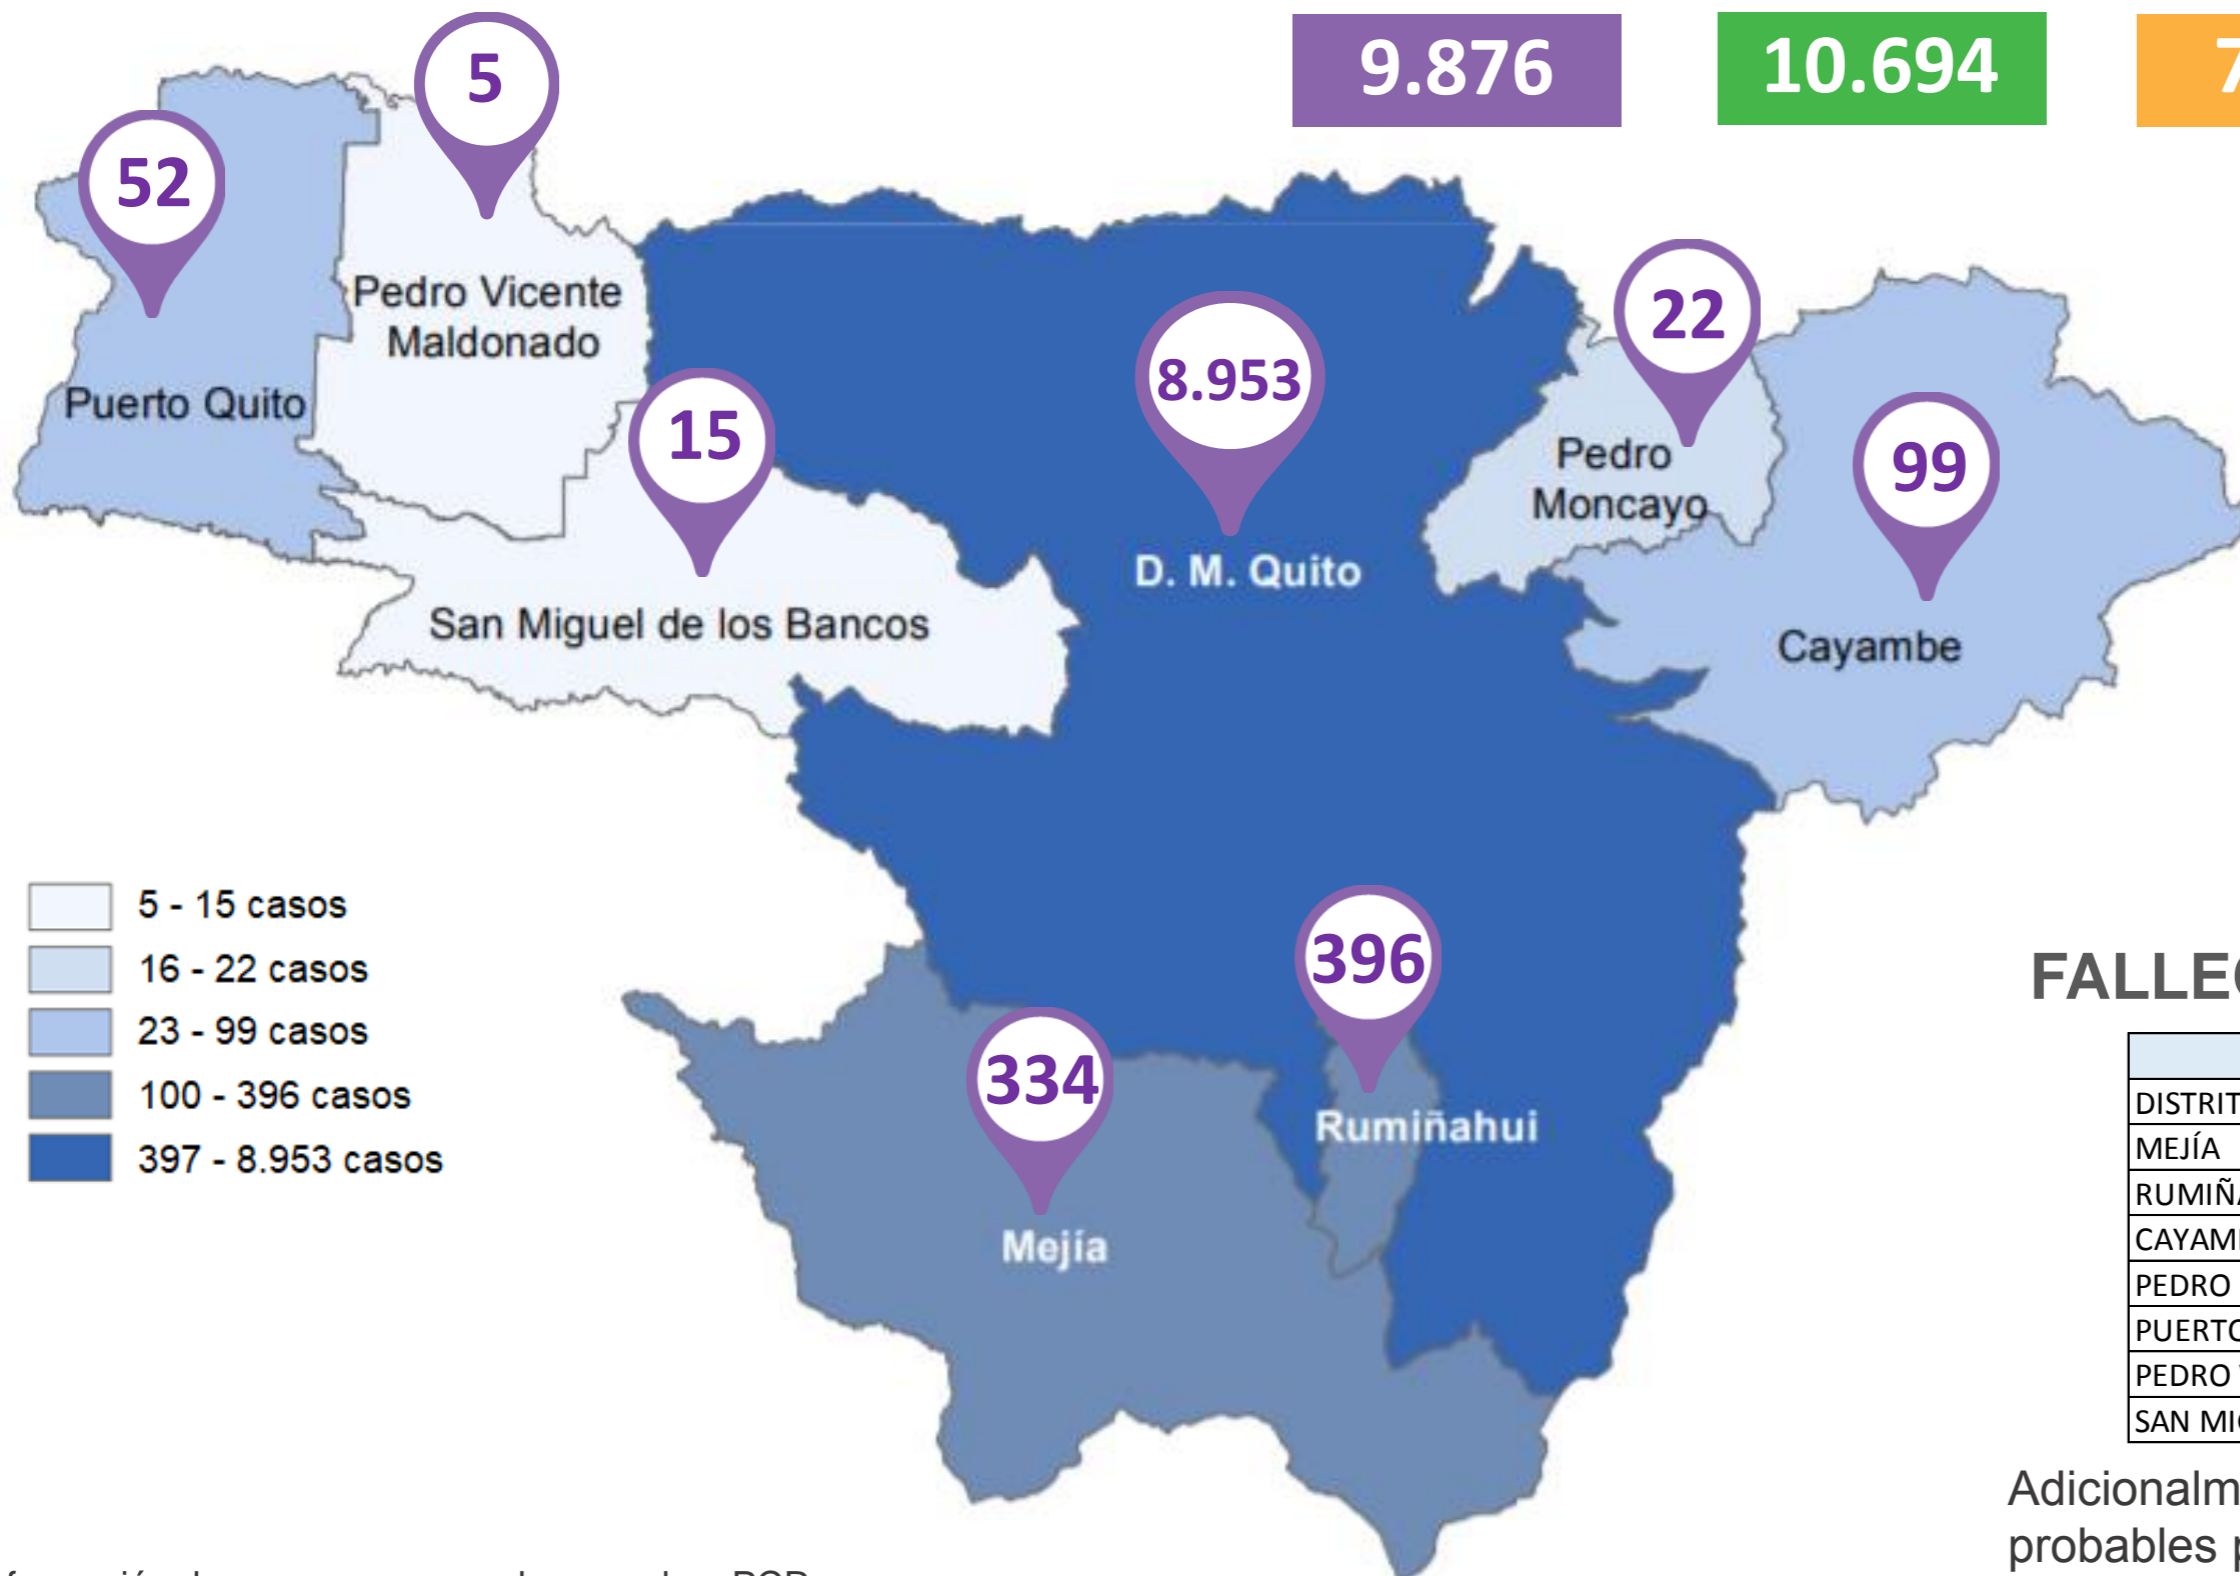 9.876
10.694
7
5
52
Pedro Vicente
Maldonado
Puerto Quito
15
8.953
22
Pedro
Moncayo
99
D. M. Quito
San Miguel de los Bancos
Cayambe
5 - 15 casos
16 - 22 casos
23 - 99 casos
100 - 396 casos
397 - 8.953 casos
396
334
Rumiñahui
Mejía
MEJÍA
PEDRO
PEDRO
SAN
probables